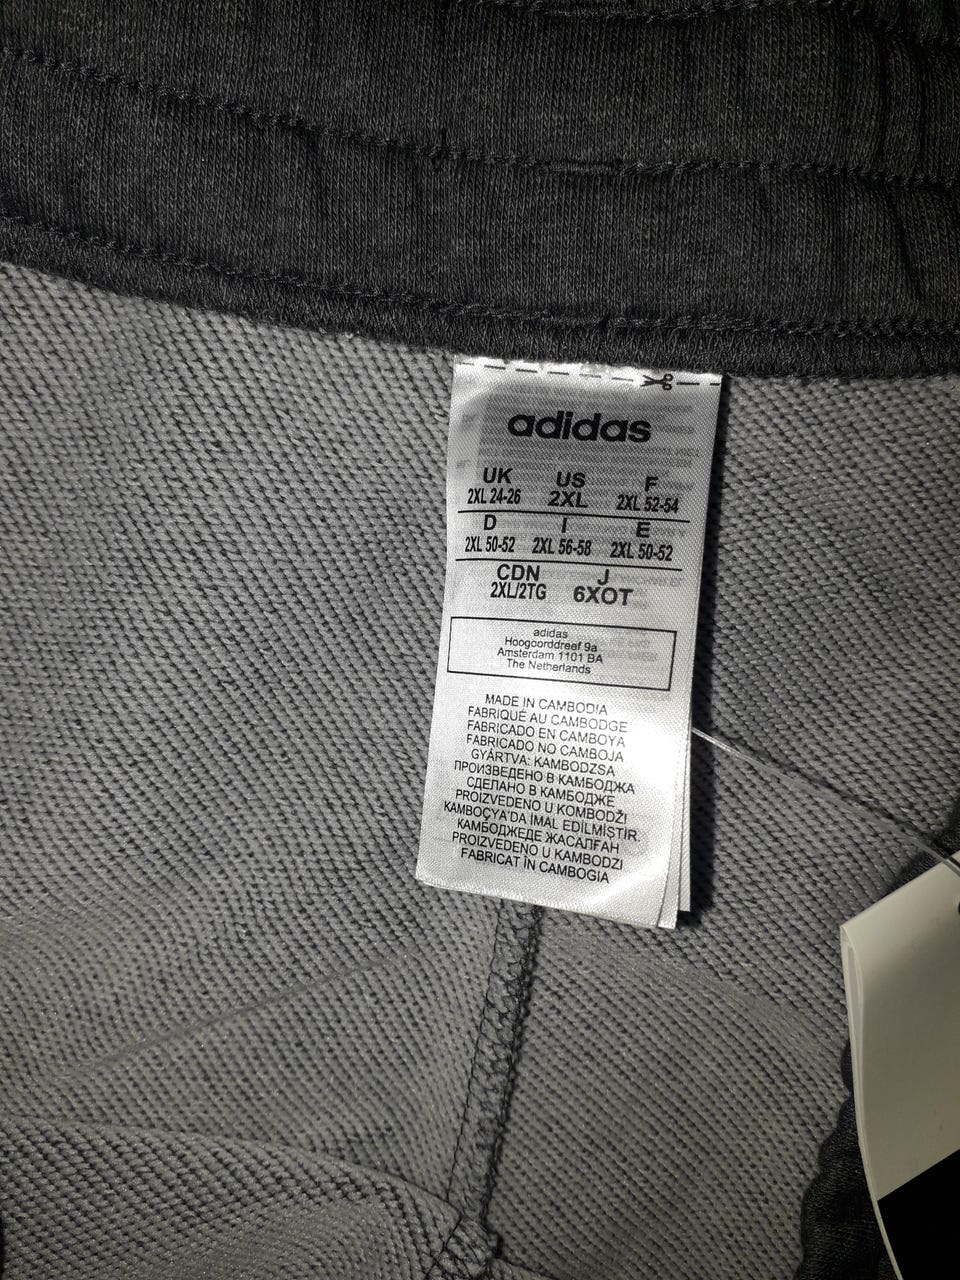 adidas
UK US F
2XL 24-26 2XL 2XL 52-54
D I E
2XL 50-52 2XL 56-58 2XL 50-52
CDN J
2XL/2TG 6XOT
adidas
Hoogoorddreef 9a
Amsterdam 1101 BA
The Netherlands
MADE IN CAMBODIA
FABRIQUÉ AU CAMBODGE
FABRICADO EN CAMBOYA
FABRICADO NO CAMBOJA
GYÁRTVA: KAMBODZSA
ПРОИЗВЕДЕНО В КАМБОДЖА
СДЕЛАНО В КАМБОДЖЕ
PROIZVEDENO U KOMBODŽI
KAMBOÇYA'DA İMAL EDİLMİŞTİR.
КАМБОДЖЕДЕ ЖАСАЛҒАН
PROIZVEDENO U KAMBODZI
FABRICAT ÎN CAMBOGIA